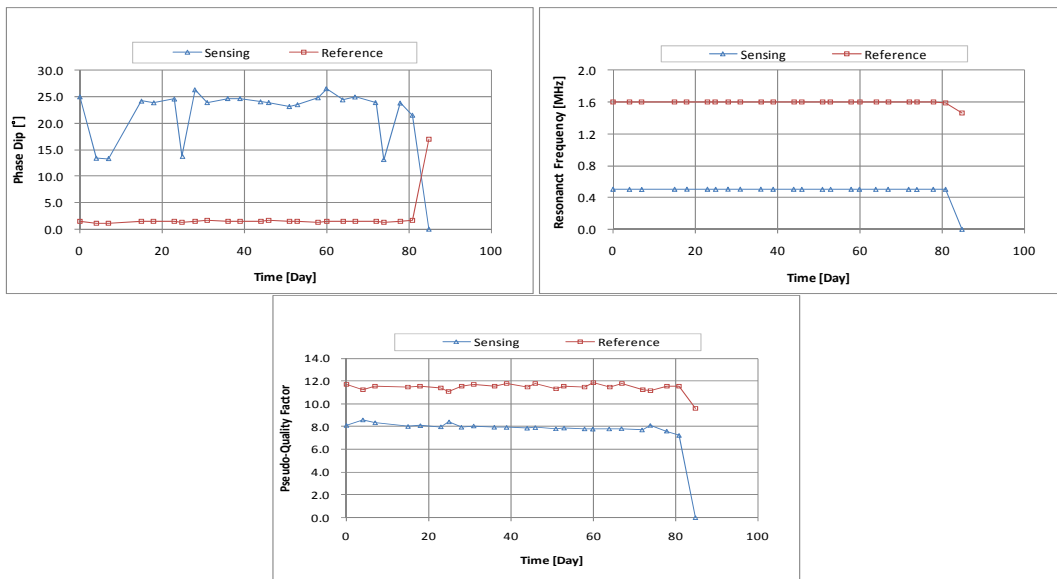 Sensing Reference
30.0
25.0
20.0
15.0
10.0
5.0
0.0
Phase Dip [°]
0 20 40 60 80 100
Time [Day]
Sensing Reference
2.0
1.6
1.2
0.8
0.4
0.0
Resonanct Frequency [MHz]
0 20 40 60 80 100
Time [Day]
Sensing Reference
14.0
12.0
10.0
8.0
6.0
4.0
2.0
0.0
Pseudo-Quality Factor
0 20 40 60 80 100
Time [Day]